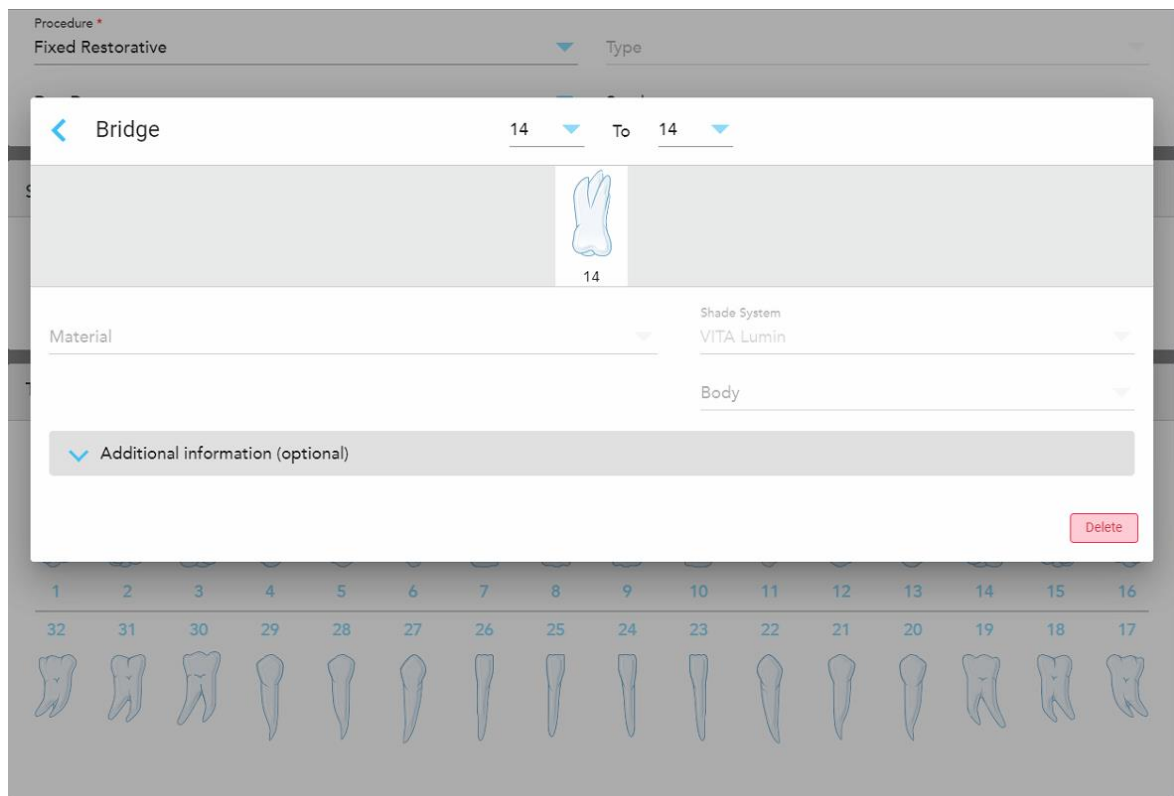 Procedure *
Fixed Restorative
Type
Bridge
14 To 14
14
Material
Shade System
VITA Lumin
Body
Additional information (optional)
Delete
1 2 3 4 5 6 7 8 9 10 11 12 13 14 15 16
32 31 30 29 28 27 26 25 24 23 22 21 20 19 18 17